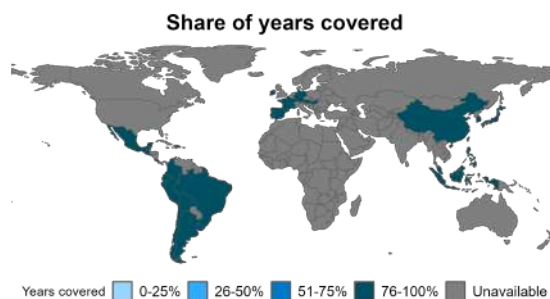 Share of years covered
Years covered 0-25% 26-50% 51-75% 76-100% Unavailable